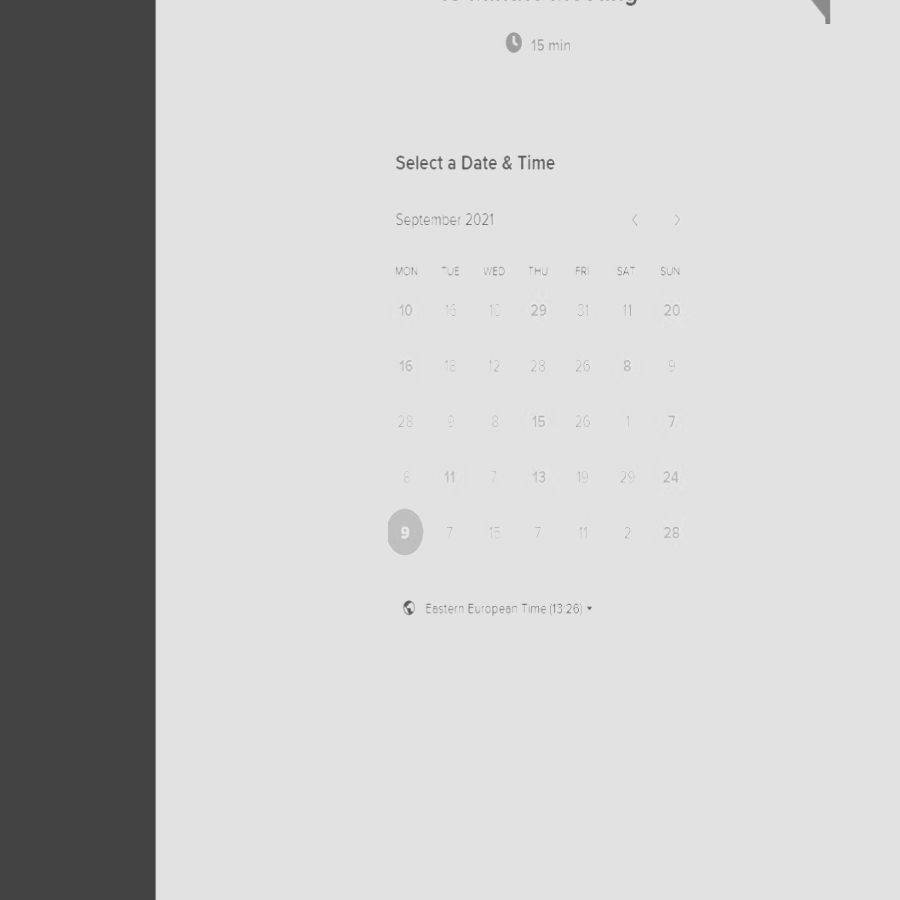 15 min
Select a Date & Time
September 2021
MON TUE WED THU FRI SAT SUN
10 16 10 29 31 11 20
16 18 12 28 26 8 9
28 9 8 15 26 1 7
8 11 7 13 19 29 24
9 7 15 7 11 2 28
Eastern European Time (13:26)